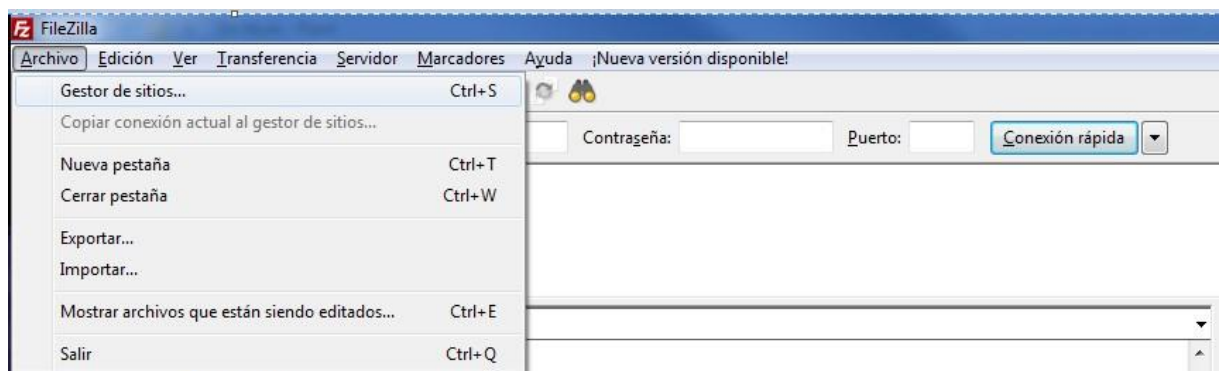 FileZilla
Archivo Edición Ver Transferencia Servidor Marcadores Ayuda ¡Nueva versión disponible!
Gestor de sitios... Ctrl+S
Copiar conexión actual al gestor de sitios...
Contraseña: Puerto: Conexión rápida
Nueva pestaña Ctrl+T
Cerrar pestaña Ctrl+W
Exportar...
Importar...
Mostrar archivos que están siendo editados... Ctrl+E
Salir Ctrl+Q